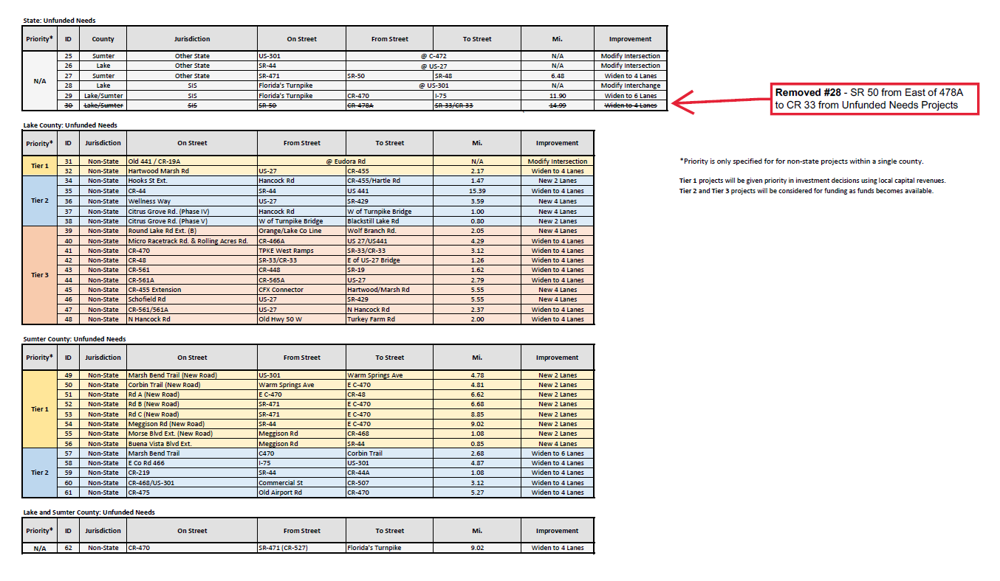 State: Unfunded Needs
Priority* ID County Jurisdiction On Street From Street To Street Mi. Improvement
N/A
25 Sumter Other State US-301 @ C-472 N/A Modify Intersection
26 Lake Other State SR-44 @ US-27 N/A Modify Intersection
27 Sumter Other State SR-471 SR-50 SR-48 6.48 Widen to 4 Lanes
28 Lake SIS Florida's Turnpike @ US-301 N/A Modify Interchange
29 Lake/Sumter SIS Florida's Turnpike CR-470 I-75 11.90 Widen to 6 Lanes
30 Lake/Sumter SIS SR-50 CR-478A SR-33/CR-33 14.99 Widen to 4 Lanes
Removed #28 - SR 50 from East of 478A
to CR 33 from Unfunded Needs Projects
Lake County: Unfunded Needs
Priority* ID Jurisdiction On Street From Street To Street Mi. Improvement
Tier 1
31 Non-State Old 441 / CR-19A @ Eudora Rd N/A Modify Intersection
32 Non-State Hartwood Marsh Rd US-27 CR-455 2.17 Widen to 4 Lanes
Tier 2
34 Non-State Hooks St Ext. Hancock Rd CR-455/Hartle Rd 1.47 New 2 Lanes
35 Non-State CR-44 SR-44 US 441 15.39 Widen to 4 Lanes
36 Non-State Wellness Way US-27 SR-429 3.59 New 4 Lanes
37 Non-State Citrus Grove Rd. (Phase IV) Hancock Rd W of Turnpike Bridge 1.00 New 4 Lanes
38 Non-State Citrus Grove Rd. (Phase V) W of Turnpike Bridge Blackstill Lake Rd 0.80 New 2 Lanes
Tier 3
39 Non-State Round Lake Rd Ext. (B) Orange/Lake Co Line Wolf Branch Rd. 2.05 New 4 Lanes
40 Non-State Micro Racetrack Rd. & Rolling Acres Rd. CR-466A US 27/US441 4.29 Widen to 4 Lanes
41 Non-State CR-470 TPKE West Ramps SR-33/CR-33 3.12 Widen to 4 Lanes
42 Non-State CR-48 SR-33/CR-33 E of US-27 Bridge 1.26 Widen to 4 Lanes
43 Non-State CR-561 CR-448 SR-19 1.62 Widen to 4 Lanes
44 Non-State CR-561A CR-565A US-27 2.79 Widen to 4 Lanes
45 Non-State CR-455 Extension CFX Connector Hartwood/Marsh Rd 5.55 New 4 Lanes
46 Non-State Schofield Rd US-27 SR-429 5.55 New 4 Lanes
47 Non-State CR-561/561A US-27 N Hancock Rd 2.37 Widen to 4 Lanes
48 Non-State N Hancock Rd Old Hwy 50 W Turkey Farm Rd 2.00 Widen to 4 Lanes
*Priority is only specified for for non-state projects within a single county.
Tier 1 projects will be given priority in investment decisions using local capital revenues.
Tier 2 and Tier 3 projects will be considered for funding as funds becomes available.
Sumter County: Unfunded Needs
Priority* ID Jurisdiction On Street From Street To Street Mi. Improvement
Tier 1
49 Non-State Marsh Bend Trail (New Road) US-301 Warm Springs Ave 4.78 New 2 Lanes
50 Non-State Corbin Trail (New Road) Warm Springs Ave E C-470 4.81 New 2 Lanes
51 Non-State Rd A (New Road) E C-470 CR-48 6.62 New 2 Lanes
52 Non-State Rd B (New Road) SR-471 E C-470 6.68 New 2 Lanes
53 Non-State Rd C (New Road) SR-471 E C-470 8.85 New 2 Lanes
54 Non-State Meggison Rd (New Road) SR-44 E C-470 9.02 New 2 Lanes
55 Non-State Morse Blvd Ext. (New Road) Meggison Rd CR-468 1.08 New 2 Lanes
56 Non-State Buena Vista Blvd Ext. Meggison Rd SR-44 0.85 New 4 Lanes
Tier 2
57 Non-State Marsh Bend Trail C470 Corbin Trail 2.68 Widen to 6 Lanes
58 Non-State E Co Rd 466 I-75 US-301 4.87 Widen to 4 Lanes
59 Non-State CR-219 SR-44 CR-44A 1.08 Widen to 4 Lanes
60 Non-State CR-468/US-301 Commercial St CR-507 3.12 Widen to 4 Lanes
61 Non-State CR-475 Old Airport Rd CR-470 5.27 Widen to 4 Lanes
Lake and Sumter County: Unfunded Needs
Priority* ID Jurisdiction On Street From Street To Street Mi. Improvement
N/A 62 Non-State CR-470 SR-471 (CR-527) Florida's Turnpike 9.02 Widen to 4 Lanes